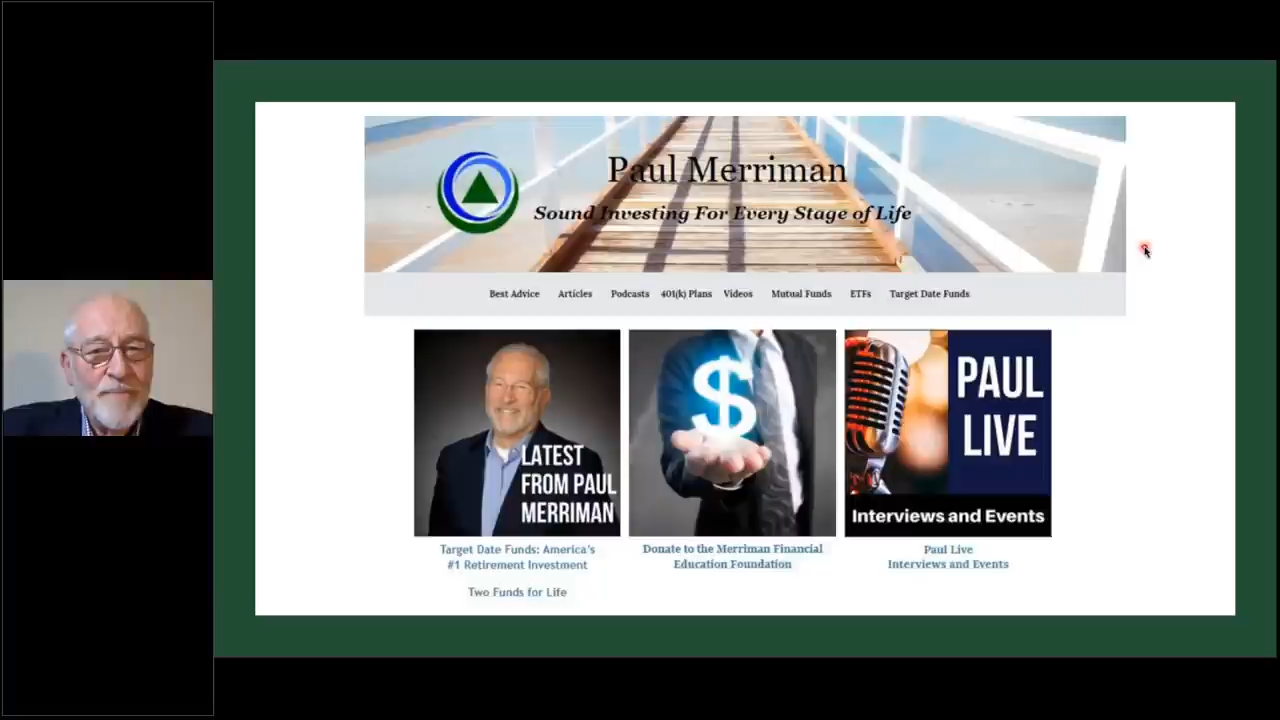 Paul Merriman
Sound Investing For Every Stage of Life
Best Advice Articles Podcasts 401(k) Plans Videos Mutual Funds ETFs Target Date Funds
LATEST
FROM PAUL
MERRIMAN
Target Date Funds: America's
#1 Retirement Investment
Two Funds for Life
$
Donate to the Merriman Financial
Education Foundation
PAUL
LIVE
Interviews and Events
Paul Live
Interviews and Events